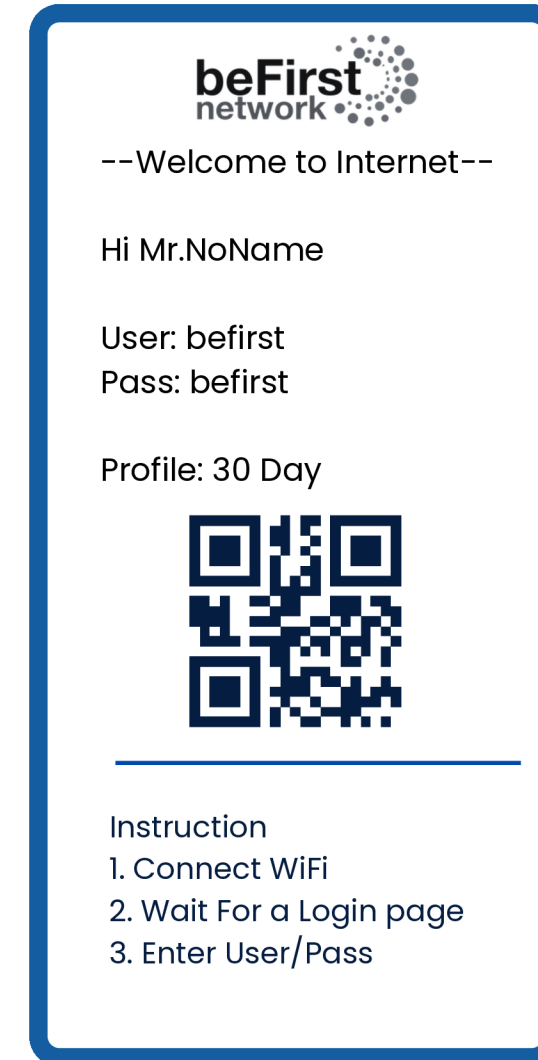 beFirst
network
--Welcome to Internet--
Hi Mr.NoName
User: befirst
Pass: befirst
Profile: 30 Day
Instruction
1. Connect WiFi
2. Wait For a Login page
3. Enter User/Pass